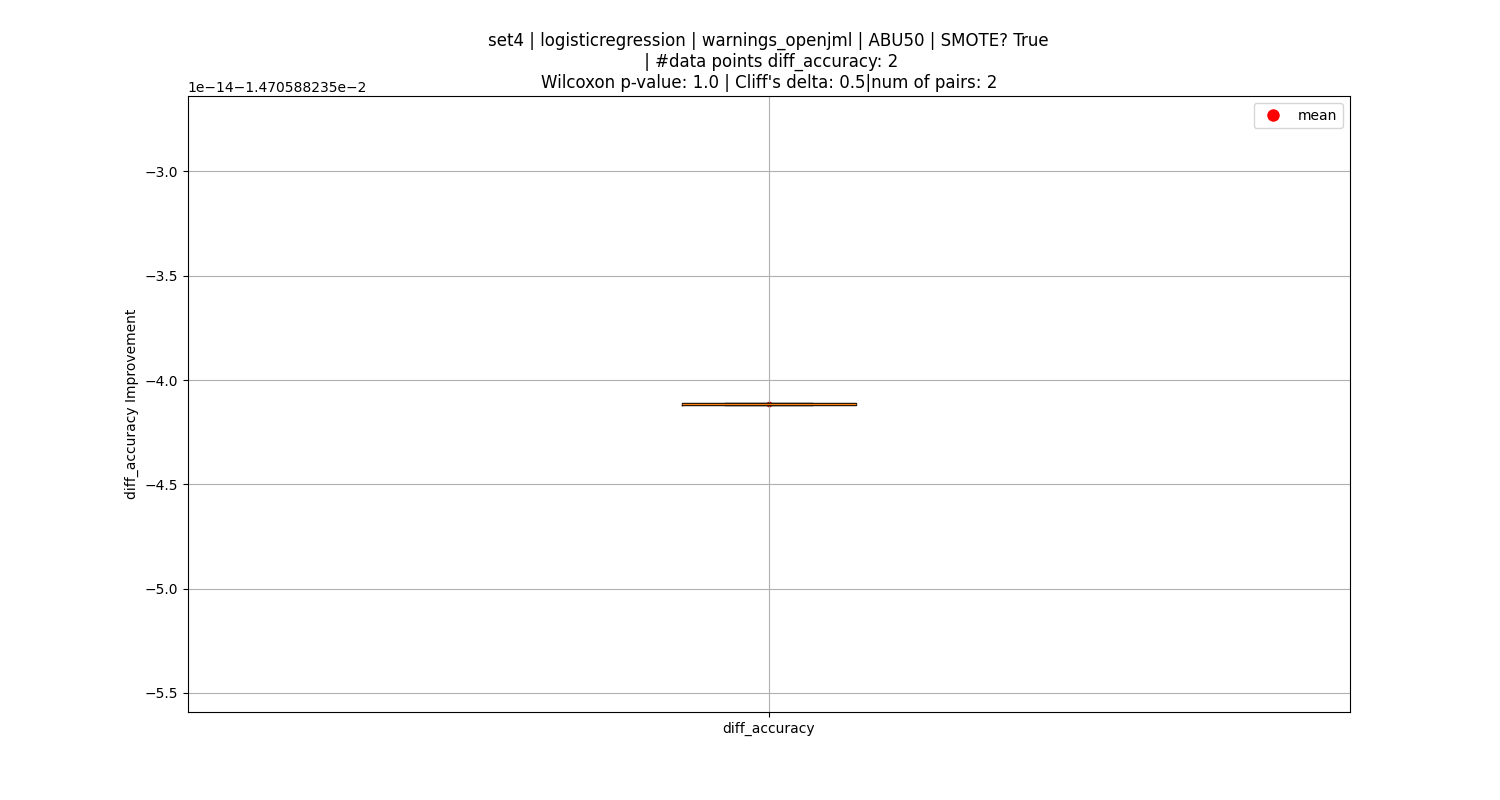 set4 | logisticregression | warnings_openjml | ABU50 | SMOTE? True
| #data points diff_accuracy: 2
Wilcoxon p-value: 1.0 | Cliff's delta: 0.5|num of pairs: 2
1e−14−1.470588235e−2
mean
−3.0
−3.5
−4.0
−4.5
−5.0
−5.5
diff_accuracy Improvement
diff_accuracy